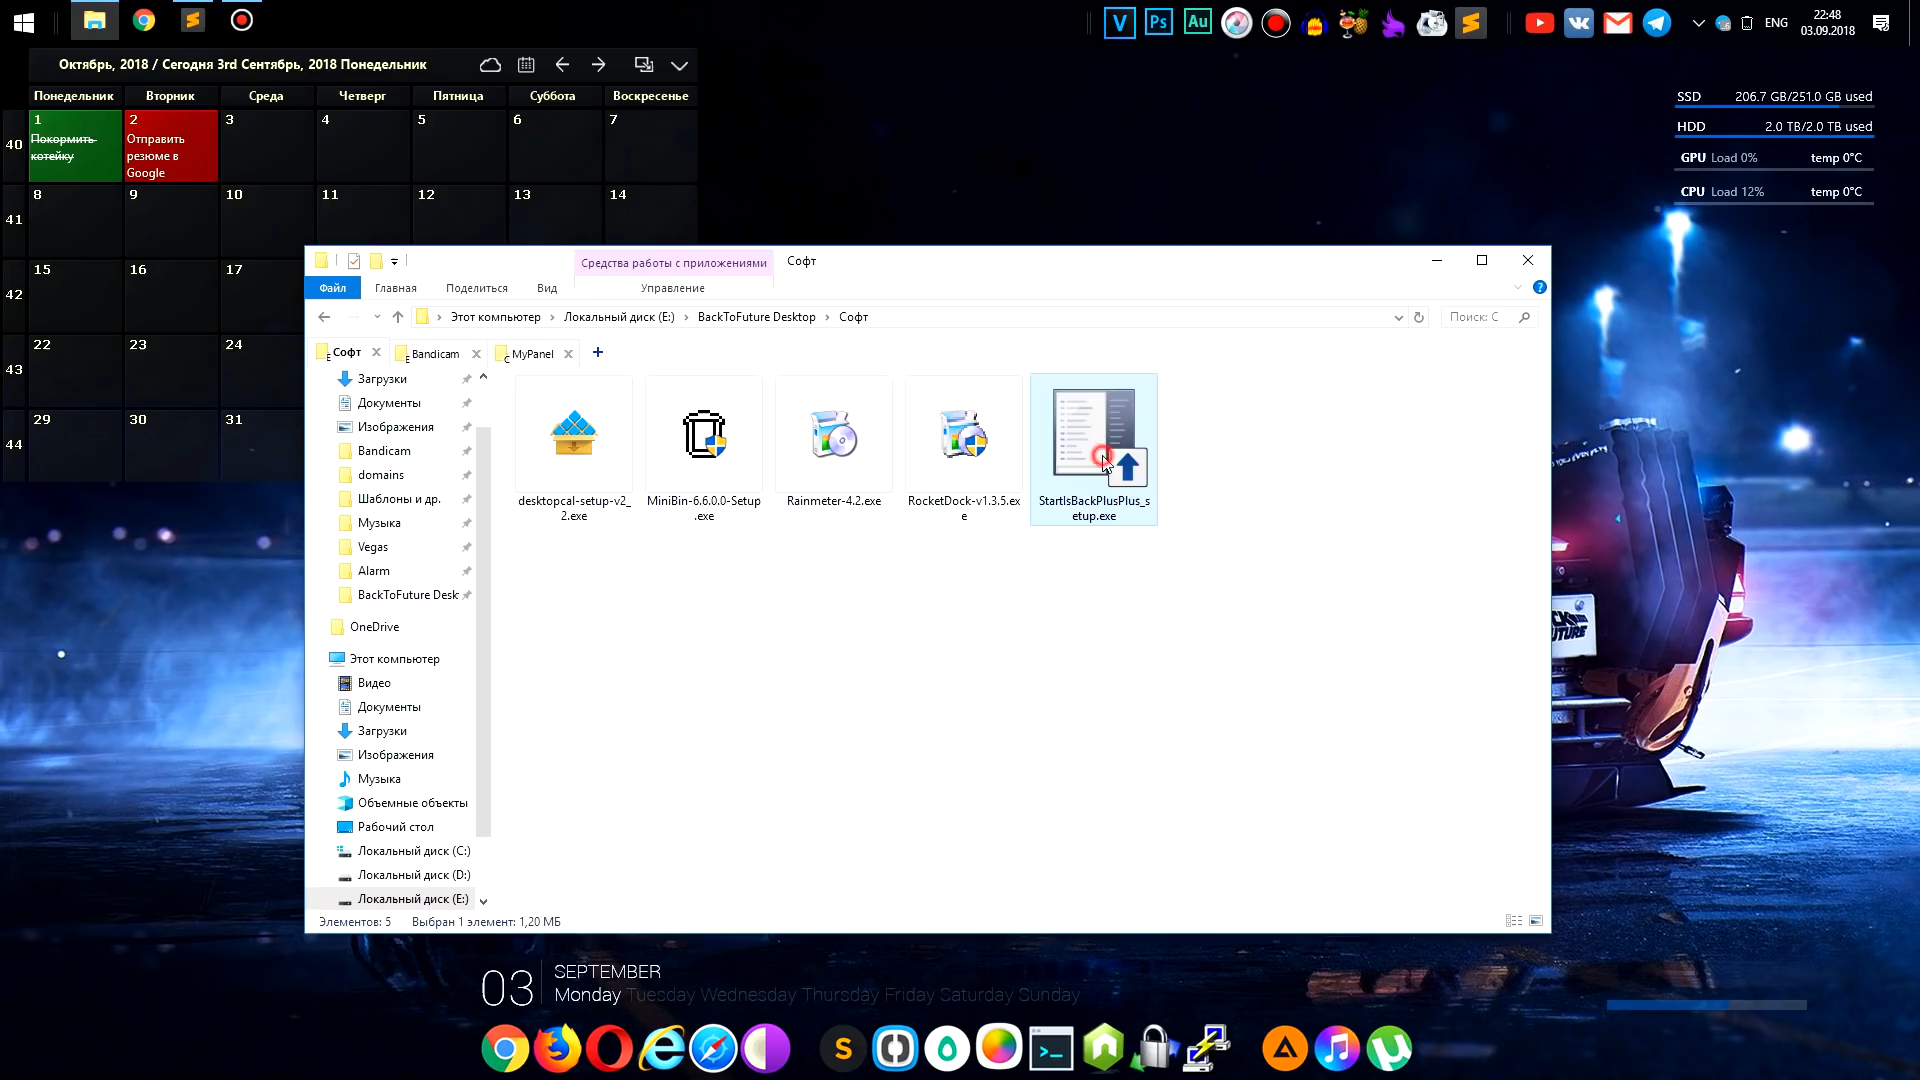 V Ps Au
ENG
22:48
03.09.2018
Октябрь, 2018 / Сегодня 3rd Сентябрь, 2018 Понедельник
Понедельник Вторник Среда Четверг Пятница Суббота Воскресенье
40 1 2 3 4 5 6 7
Покормить котейку
Отправить
резюме в
Google
41 8 9 10 11 12 13 14
42 15 16 17
43 22 23 24
44 29 30 31
SSD 206.7 GB/251.0 GB used
HDD 2.0 TB/2.0 TB used
GPU Load 0% temp 0°C
CPU Load 12% temp 0°C
Средства работы с приложениями Софт
Файл Главная Поделиться Вид Управление
Этот компьютер Локальный диск (E:) BackToFuture Desktop Софт
Поиск: С
Софт Bandicam MyPanel
Загрузки
Документы
Изображения
Bandicam
domains
Шаблоны и др.
Музыка
Vegas
Alarm
BackToFuture Desk
OneDrive
Этот компьютер
Видео
Документы
Загрузки
Изображения
Музыка
Объемные объекты
Рабочий стол
Локальный диск (C:)
Локальный диск (D:)
Локальный диск (E:)
desktopcal-setup-v2_
2.exe
MiniBin-6.6.0.0-Setup
.exe
Rainmeter-4.2.exe
RocketDock-v1.3.5.ex
e
StartIsBackPlusPlus_s
etup.exe
Элементов: 5 Выбран 1 элемент: 1,20 МБ
03 SEPTEMBER
Monday Tuesday Wednesday Thursday Friday Saturday Sunday